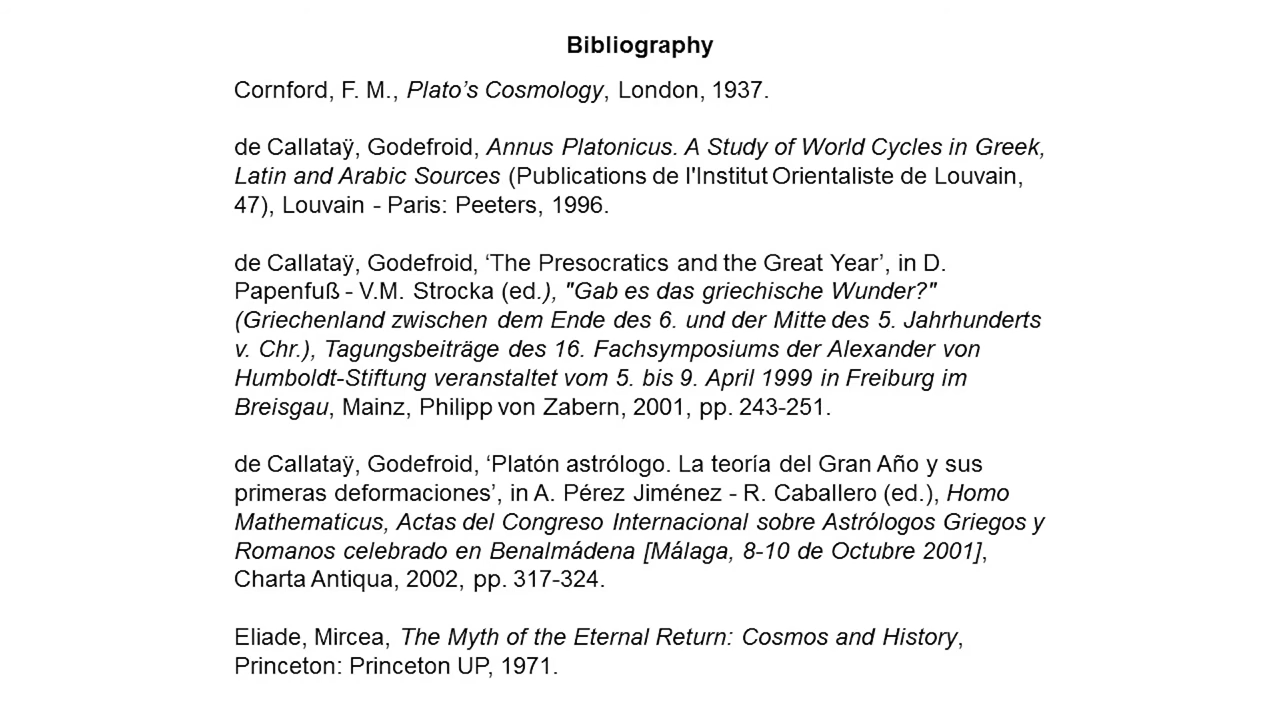 Bibliography
Cornford, F. M., Plato’s Cosmology, London, 1937.
de Callataÿ, Godefroid, Annus Platonicus. A Study of World Cycles in Greek,
Latin and Arabic Sources (Publications de l'Institut Orientaliste de Louvain,
47), Louvain - Paris: Peeters, 1996.
de Callataÿ, Godefroid, ‘The Presocratics and the Great Year’, in D.
Papenfuß - V.M. Strocka (ed.), "Gab es das griechische Wunder?"
(Griechenland zwischen dem Ende des 6. und der Mitte des 5. Jahrhunderts
v. Chr.), Tagungsbeiträge des 16. Fachsymposiums der Alexander von
Humboldt-Stiftung veranstaltet vom 5. bis 9. April 1999 in Freiburg im
Breisgau, Mainz, Philipp von Zabern, 2001, pp. 243-251.
de Callataÿ, Godefroid, ‘Platón astrólogo. La teoría del Gran Año y sus
primeras deformaciones’, in A. Pérez Jiménez - R. Caballero (ed.), Homo
Mathematicus, Actas del Congreso Internacional sobre Astrólogos Griegos y
Romanos celebrado en Benalmádena [Málaga, 8-10 de Octubre 2001],
Charta Antiqua, 2002, pp. 317-324.
Eliade, Mircea, The Myth of the Eternal Return: Cosmos and History,
Princeton: Princeton UP, 1971.